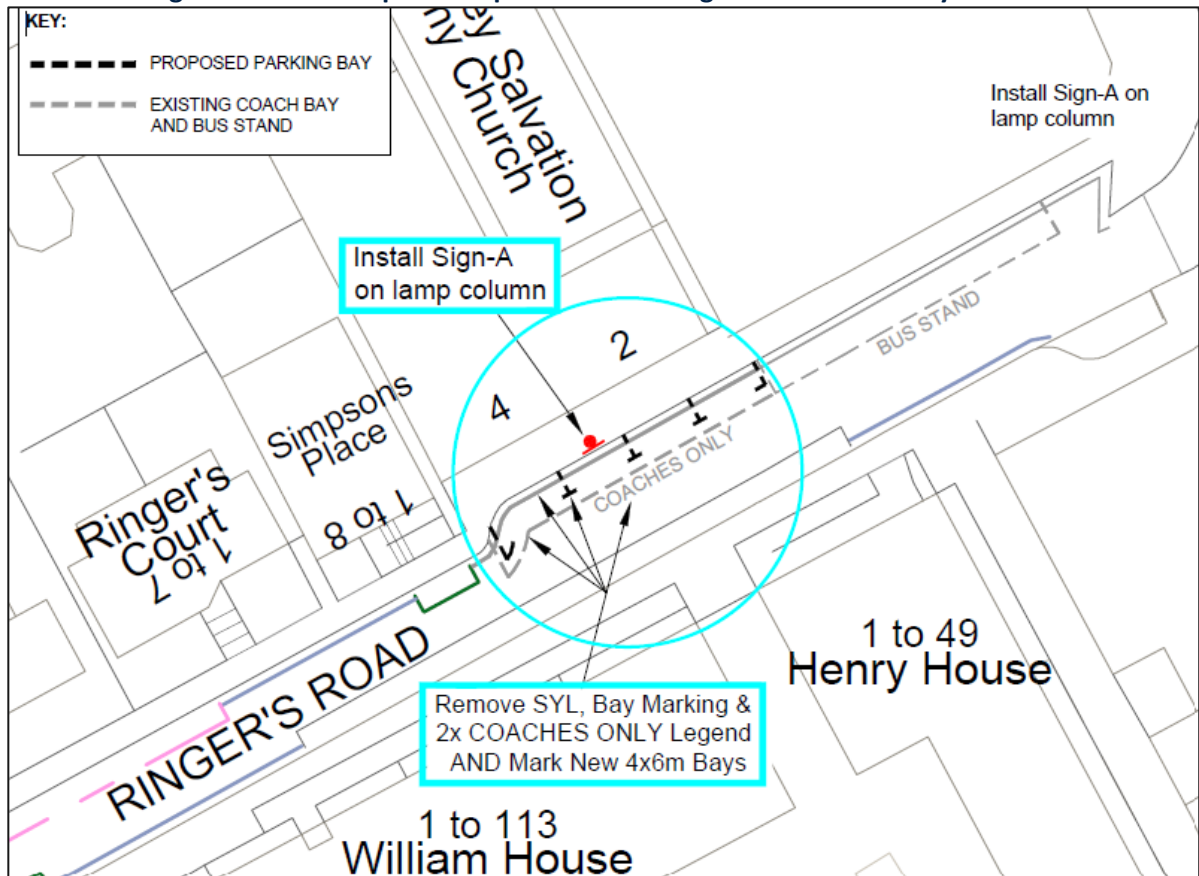 KEY:
PROPOSED PARKING BAY
EXISTING COACH BAY
AND BUS STAND
ey Salvation
ny Church
Install Sign-A on
lamp column
Install Sign-A
on lamp column
2
4
BUS STAND
COACHES ONLY
Simpsons
Place
1 to 8
Ringer's
Court
1 to 7
RINGER'S ROAD
1 to 49
Henry House
Remove SYL, Bay Marking &
2x COACHES ONLY Legend
AND Mark New 4x6m Bays
1 to 113
William House